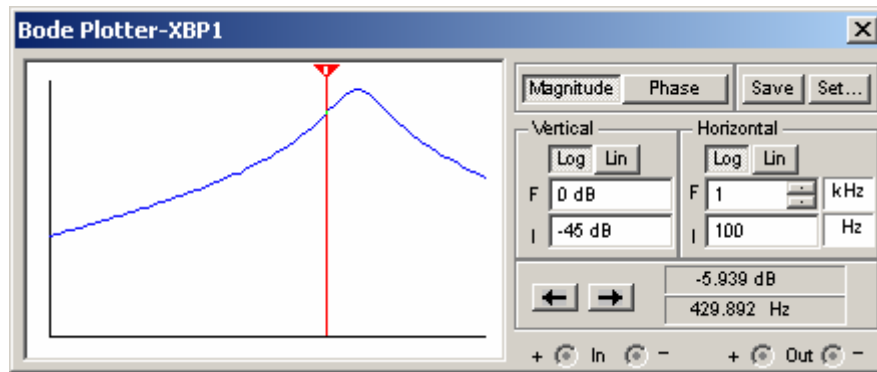 Bode Plotter-XBP1
Magnitude Phase Save Set...
Vertical Horizontal
Log Lin Log Lin
F 0 dB F 1 kHz
I -45 dB I 100 Hz
-5.939 dB
429.892 Hz
+ In - + Out -